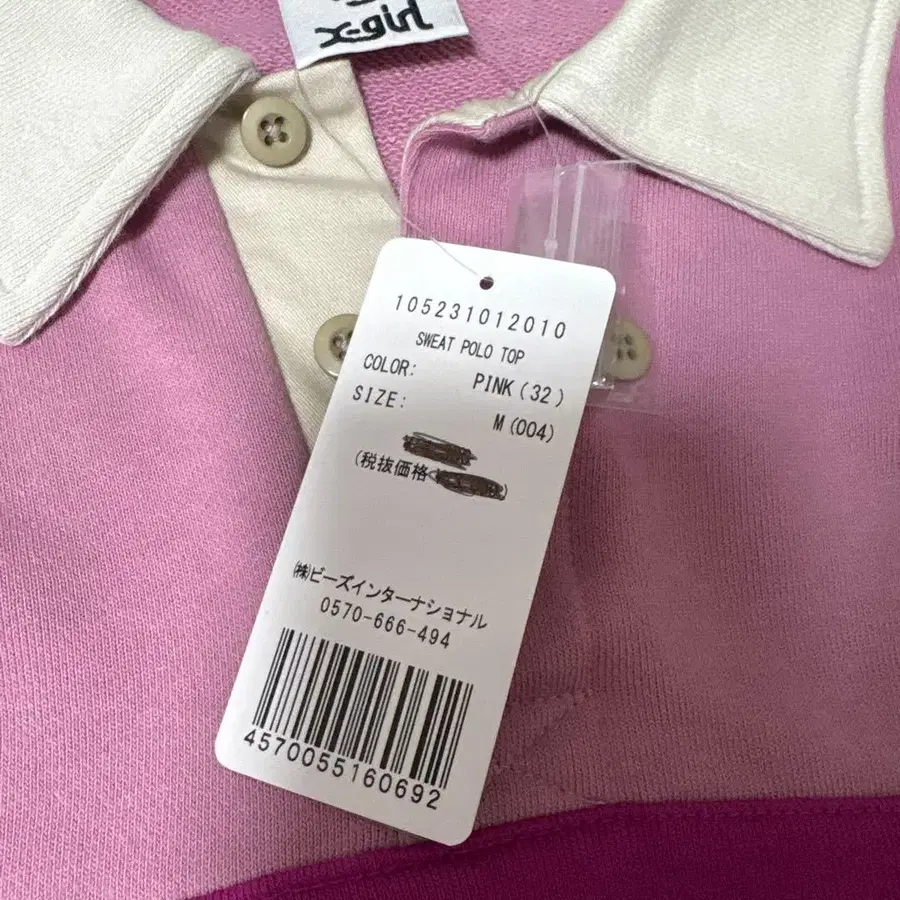 x-girl
105231012010
SWEAT POLO TOP
COLOR: PINK(32)
SIZE: M(004)
(税抜価格
㈱ビーズインターナショナル
0570-666-494
4570055160692